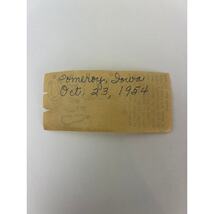 Pomeroy, Iowa
Oct. 23, 1954